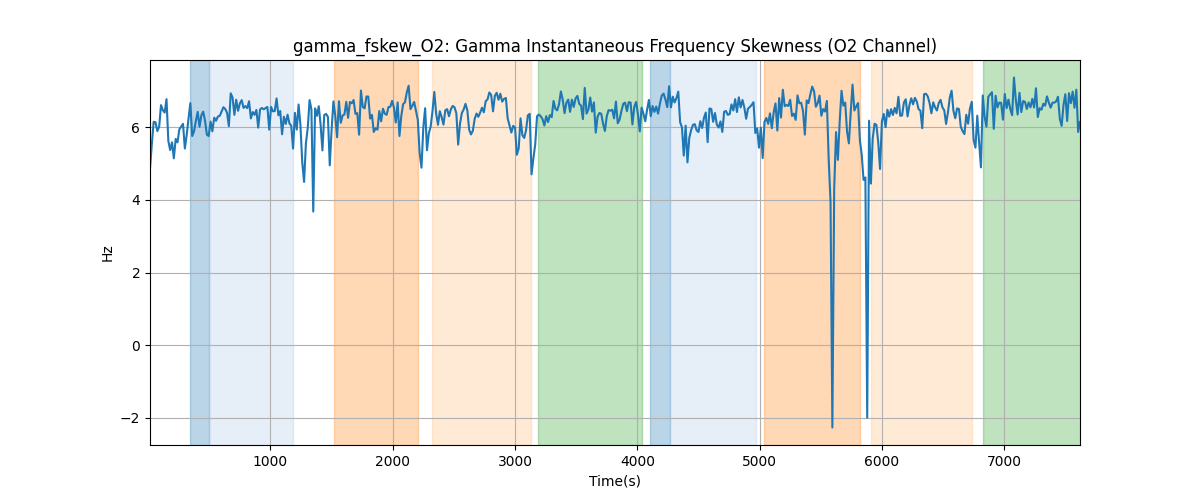 gamma_fskew_O2: Gamma Instantaneous Frequency Skewness (O2 Channel)
6
4
2
0
−2
Hz
1000 2000 3000 4000 5000 6000 7000
Time(s)